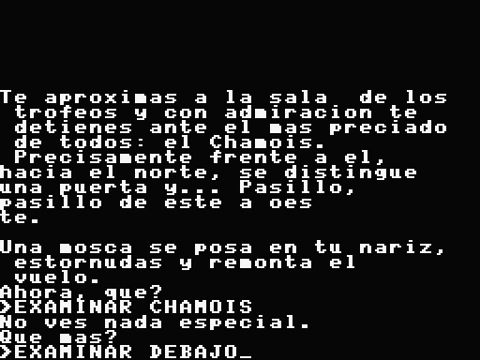 Te aproximas a la sala  de los
trofeos y con admiracion te
detienes ante el mas preciado
de todos: el Chamois.
Precisamente frente a el,
hacia el norte, se distingue
una puerta y... Pasillo,
pasillo de este a oes
te.
Una mosca se posa en tu nariz,
estornudas y remonta el
vuelo.
Ahora, que?
>EXAMINAR CHAMOIS
No ves nada especial.
Que mas?
>EXAMINAR DEBAJO_